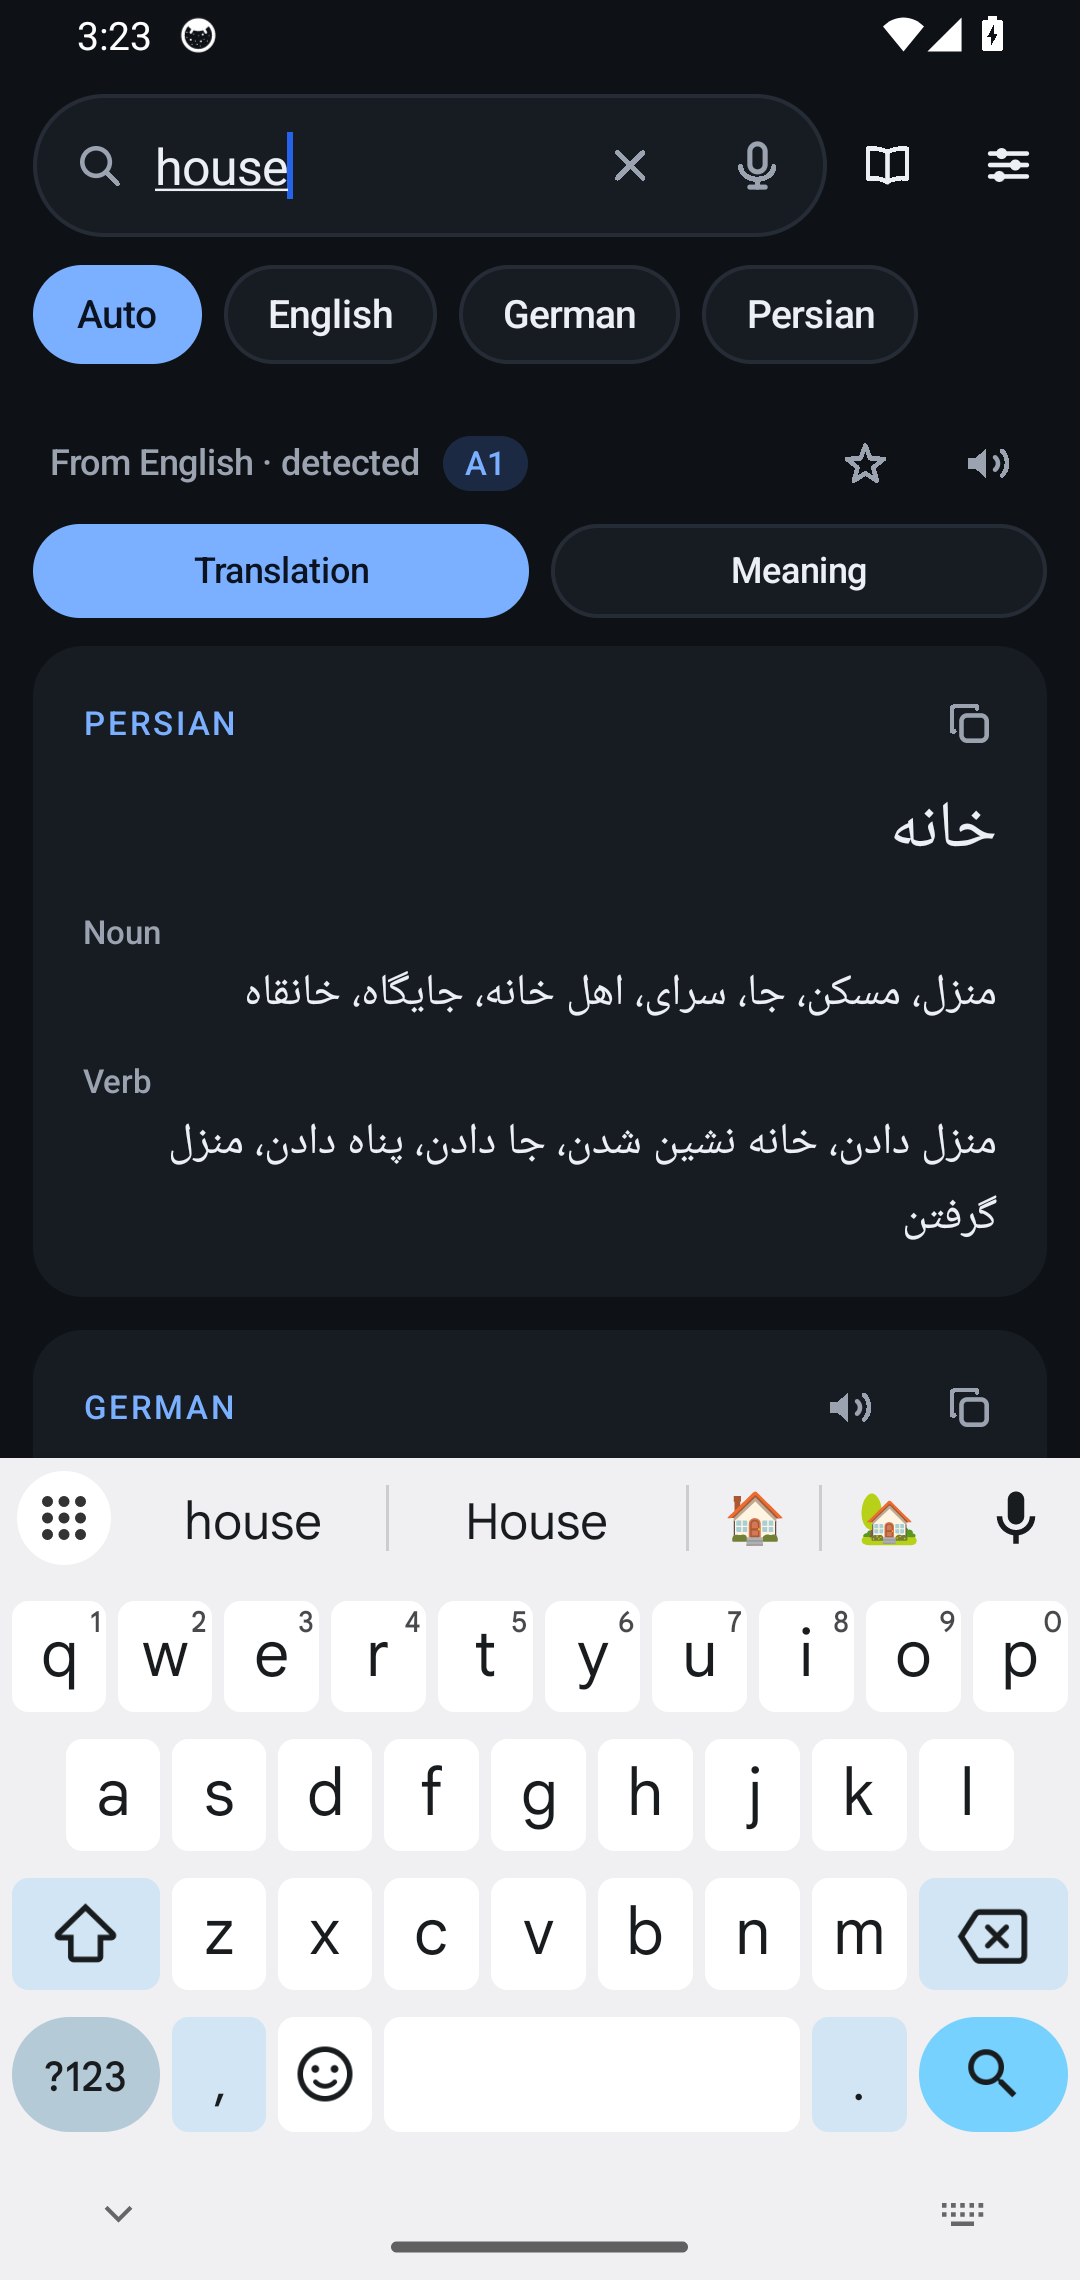 3:23
house
Auto English German Persian
From English · detected A1
Translation Meaning
PERSIAN
خانه
Noun
منزل، مسکن، جا، سرای، اهل خانه، جایگاه، خانقاه
Verb
منزل دادن، خانه نشین شدن، جا دادن، پناه دادن، منزل
گرفتن
GERMAN
house House
q 1 w 2 e 3 r 4 t 5 y 6 u 7 i 8 o 9 p 0
a s d f g h j k l
z x c v b n m
?123 , .